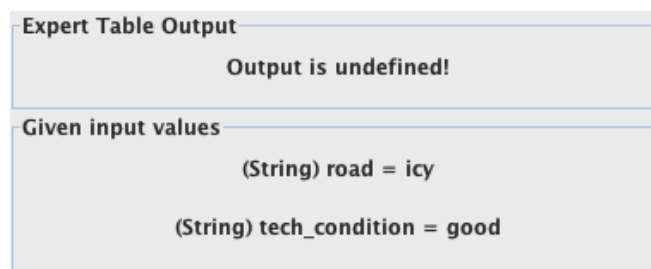 Expert Table Output
Output is undefined!
Given input values
(String) road = icy
(String) tech_condition = good